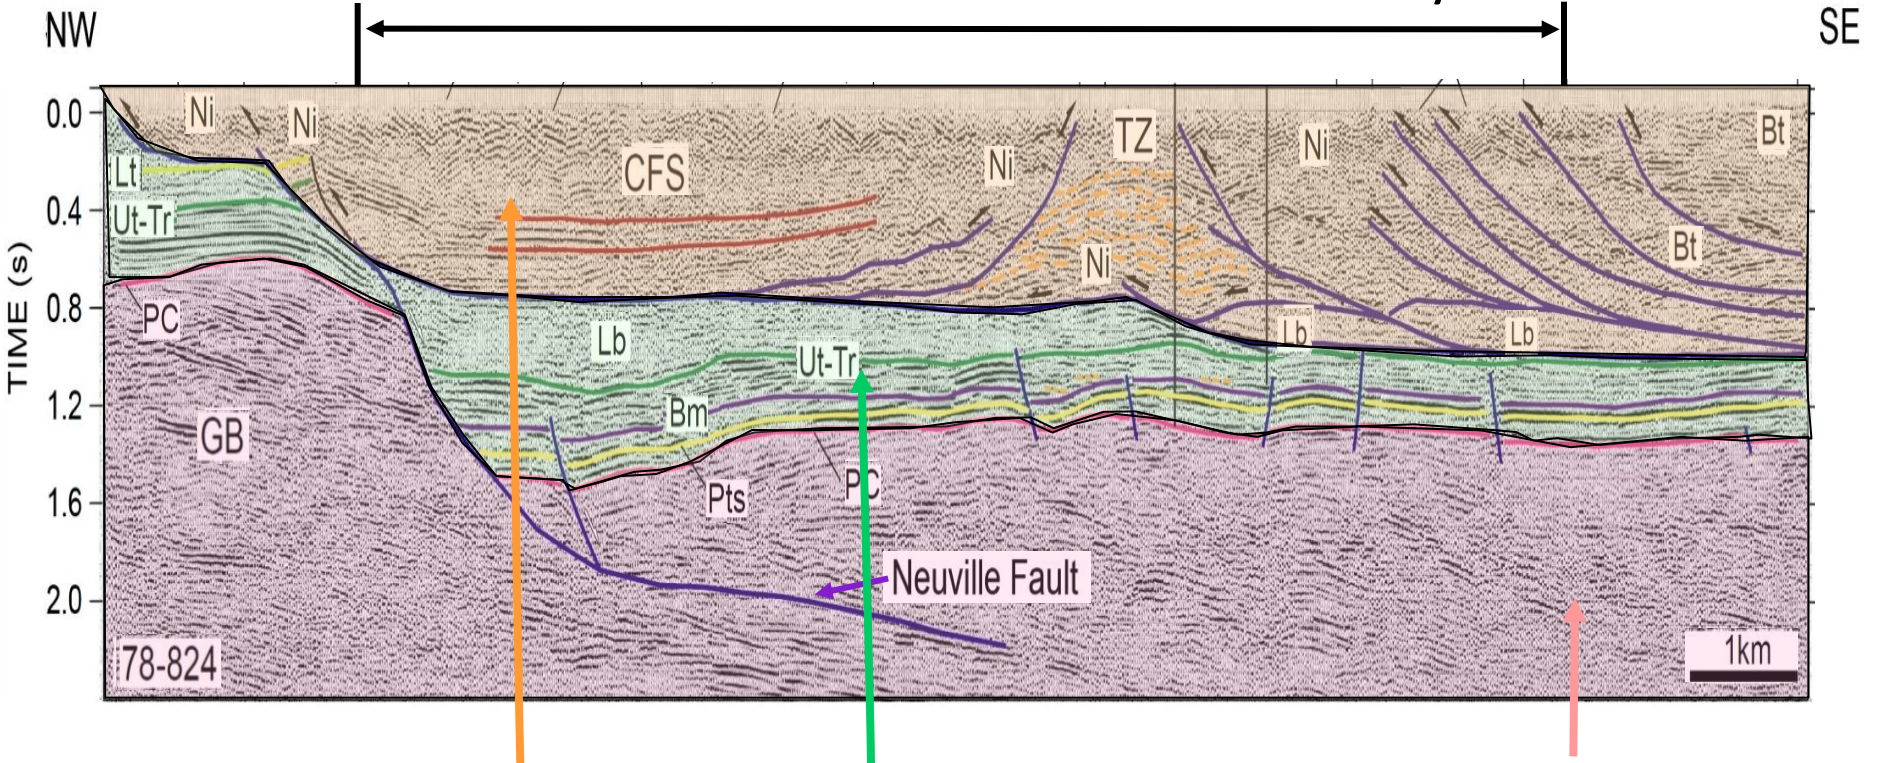 NW
SE
0.0
0.4
0.8
1.2
1.6
2.0
TIME (s)
Ni
Ni
Lt
Ut-Tr
PC
GB
78-824
CFS
Ni
TZ
Ni
Ni
Bt
Bt
Lb
Lb
Lb
Ut-Tr
Bm
Pts
PC
Neuville Fault
1km